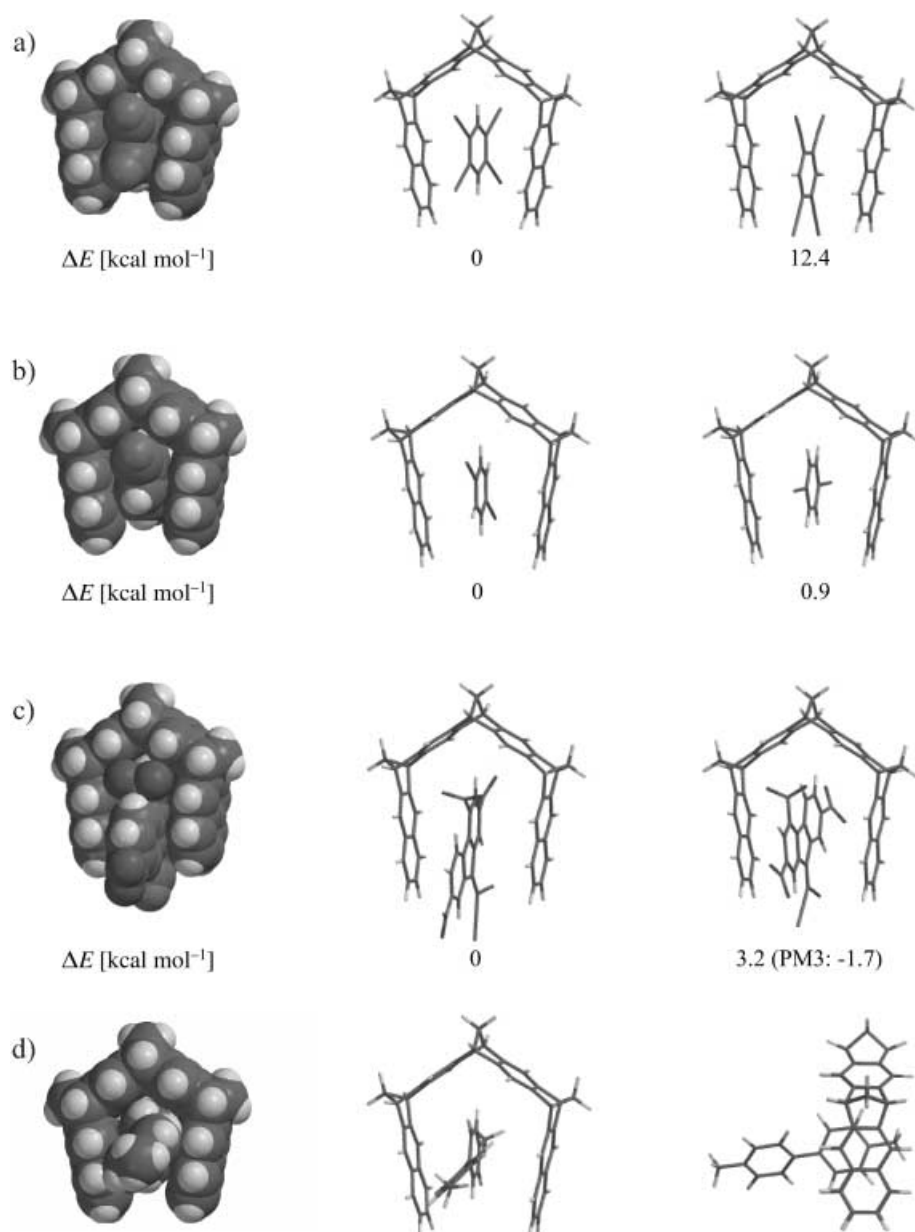 a)
ΔE [kcal mol⁻¹] 0 12.4
b)
ΔE [kcal mol⁻¹] 0 0.9
c)
ΔE [kcal mol⁻¹] 0 3.2 (PM3: -1.7)
d)